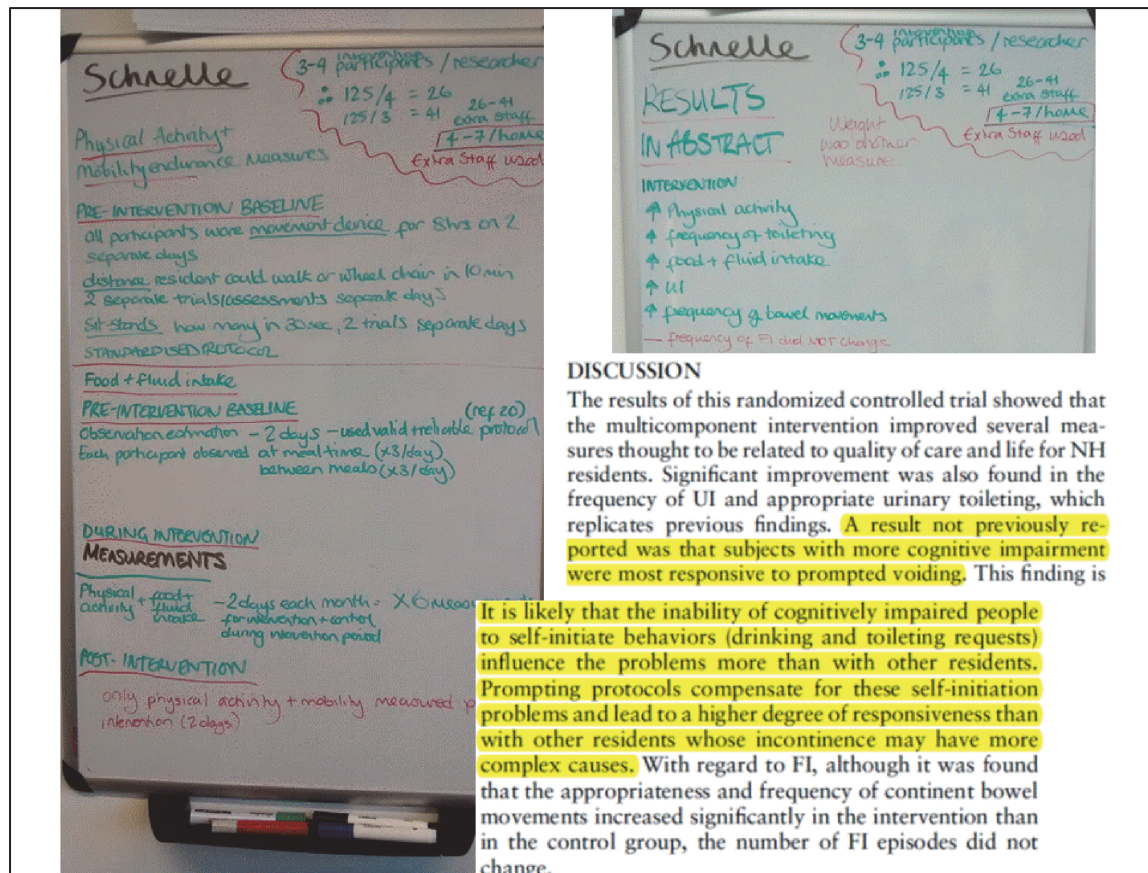 Schnelle
3-4 intervention participants / researcher
∴ 125/4 = 26
125/3 = 41
26-41
extra staff
4-7/home
Extra Staff used
Physical Activity+
mobility endurance Measures
PRE-INTERVENTION BASELINE
all participants wore movement device for 8hrs on 2
separate days
distance resident could walk or wheel chair in 10min
2 separate trials/assessments separate days
Sit-stands how many in 30sec, 2 trials separate days
STANDARDISED PROTOCOL
Food + fluid intake
PRE-INTERVENTION BASELINE (ref 20)
Observation estimation - 2 days - used valid + reliable protocol
Each participant observed at meal time (x3/day)
between meals (x3/day)
DURING INTERVENTION
MEASUREMENTS
Physical activity + food + fluid intake
- 2 days each month = X6
for intervention + control
during intervention period
POST-INTERVENTION
only physical activity + mobility measured
intervention (2 days)
Schnelle
3-4 intervention participants / researcher
∴ 125/4 = 26
125/3 = 41
26-41
extra staff
4-7/home
Extra Staff used
RESULTS
IN ABSTRACT
Weight
was another
measure
INTERVENTION
↑ Physical activity
↑ frequency of toileting
↑ food + fluid intake
↑ UI
↑ frequency of bowel movements
— frequency of FI did NOT change
DISCUSSION
The results of this randomized controlled trial showed that
the multicomponent intervention improved several mea-
sures thought to be related to quality of care and life for NH
residents. Significant improvement was also found in the
frequency of UI and appropriate urinary toileting, which
replicates previous findings. A result not previously re-
ported was that subjects with more cognitive impairment
were most responsive to prompted voiding. This finding is
It is likely that the inability of cognitively impaired people
to self-initiate behaviors (drinking and toileting requests)
influence the problems more than with other residents.
Prompting protocols compensate for these self-initiation
problems and lead to a higher degree of responsiveness than
with other residents whose incontinence may have more
complex causes. With regard to FI, although it was found
that the appropriateness and frequency of continent bowel
movements increased significantly in the intervention than
in the control group, the number of FI episodes did not
change.